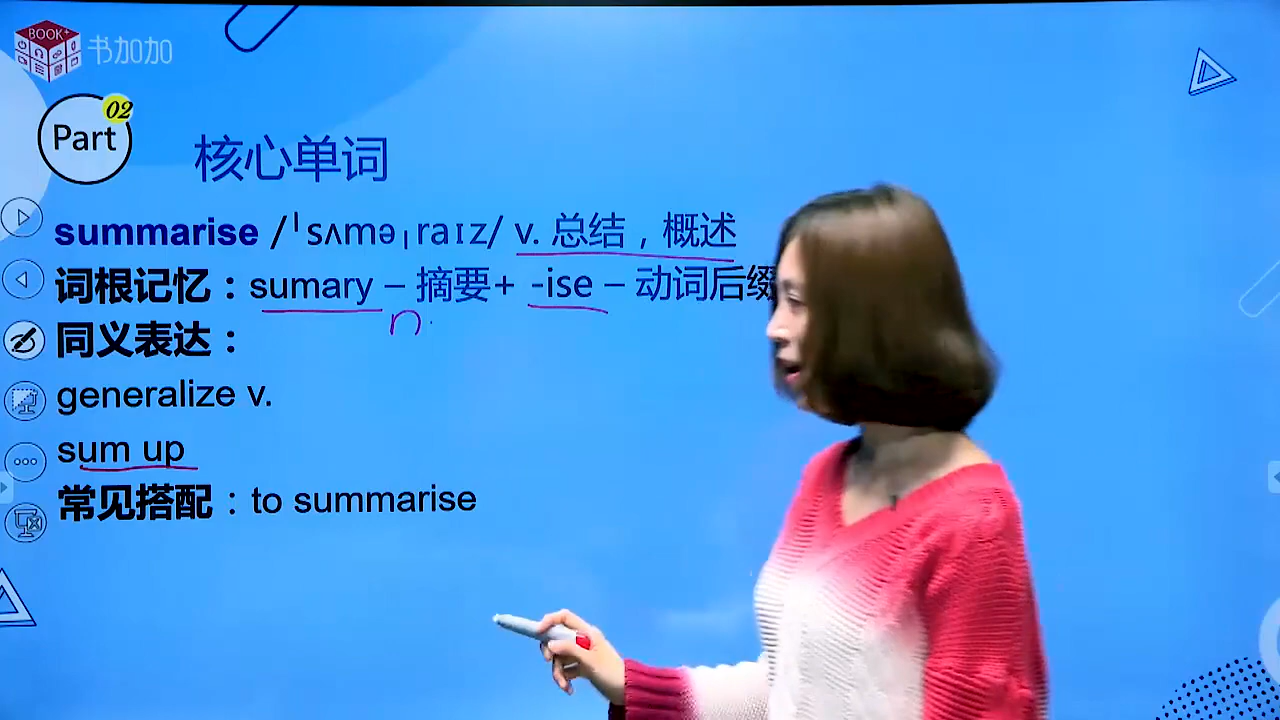 BOOK+
书加加
Part
02
核心单词
summarise /ˈsʌməˌraɪz/ v. 总结，概述
词根记忆：sumary – 摘要+ -ise – 动词后缀
n.
同义表达：
generalize v.
sum up
常见搭配：to summarise